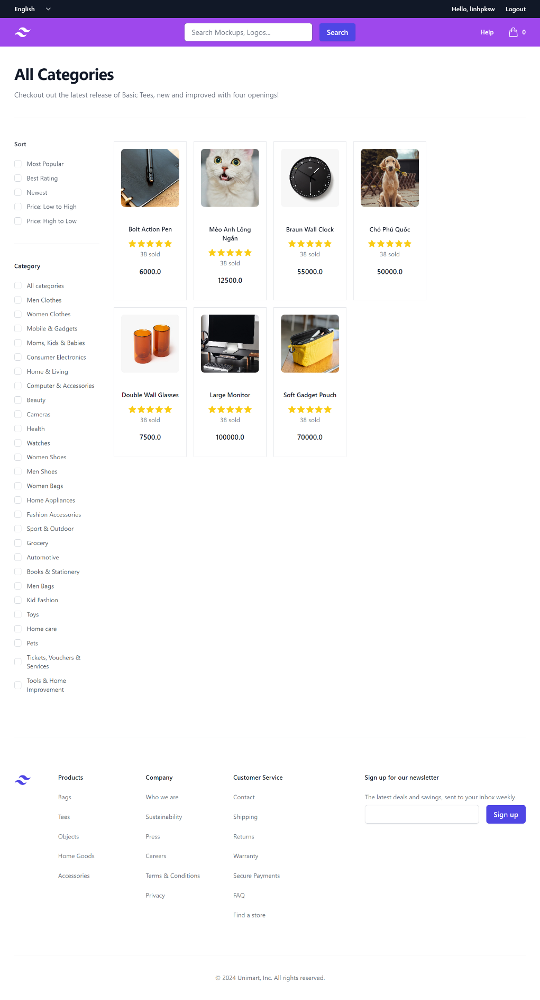 English
Hello, linhpksw
Logout
Search Mockups, Logos...
Search
Help
0
All Categories
Checkout out the latest release of Basic Tees, new and improved with four openings!
Sort
Most Popular
Best Rating
Newest
Price: Low to High
Price: High to Low
Category
All categories
Men Clothes
Women Clothes
Mobile & Gadgets
Moms, Kids & Babies
Consumer Electronics
Home & Living
Computer & Accessories
Beauty
Cameras
Health
Watches
Women Shoes
Men Shoes
Women Bags
Home Appliances
Fashion Accessories
Sport & Outdoor
Grocery
Automotive
Books & Stationery
Men Bags
Kid Fashion
Toys
Home care
Pets
Tickets, Vouchers &
Services
Tools & Home
Improvement
Bolt Action Pen
38 sold
6000.0
Mèo Anh Lông
Ngắn
38 sold
12500.0
Braun Wall Clock
38 sold
55000.0
Chó Phú Quốc
38 sold
50000.0
Double Wall Glasses
38 sold
7500.0
Large Monitor
38 sold
100000.0
Soft Gadget Pouch
38 sold
70000.0
Products
Bags
Tees
Objects
Home Goods
Accessories
Company
Who we are
Sustainability
Press
Careers
Terms & Conditions
Privacy
Customer Service
Contact
Shipping
Returns
Warranty
Secure Payments
FAQ
Find a store
Sign up for our newsletter
The latest deals and savings, sent to your inbox weekly.
Sign up
© 2024 Unimart, Inc. All rights reserved.